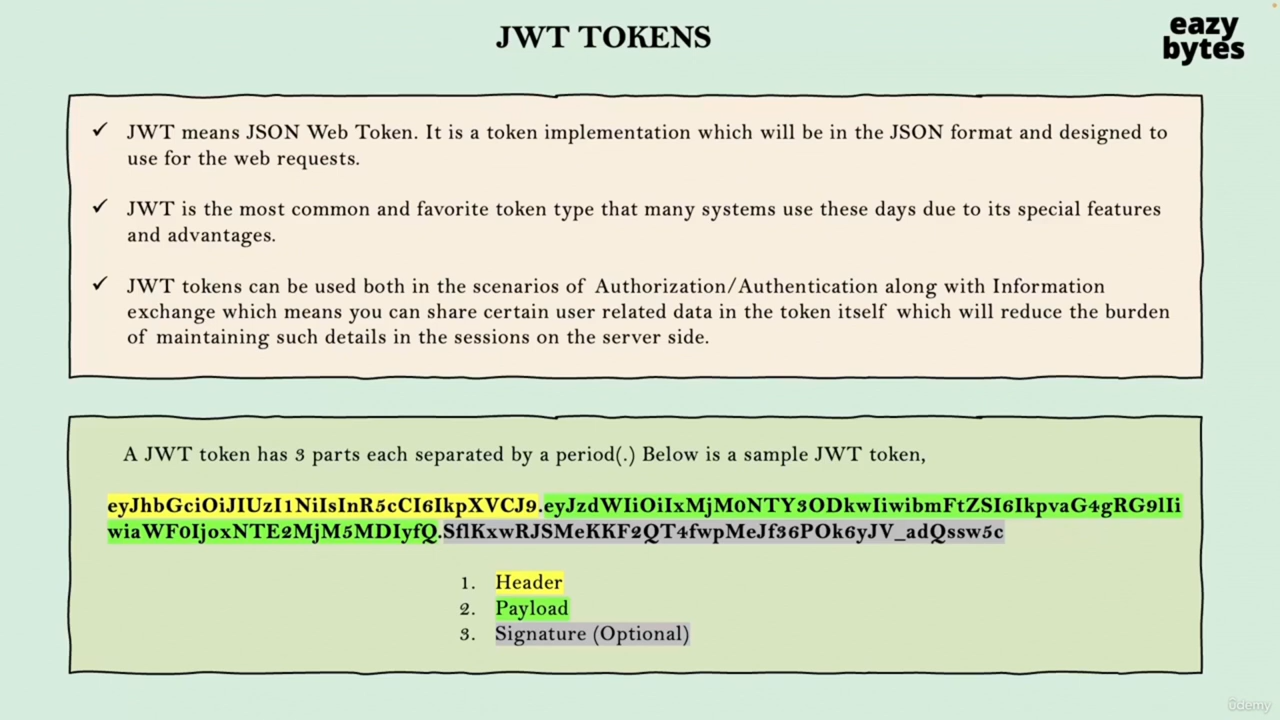 JWT TOKENS
eazy
bytes
✓ JWT means JSON Web Token. It is a token implementation which will be in the JSON format and designed to
use for the web requests.
✓ JWT is the most common and favorite token type that many systems use these days due to its special features
and advantages.
✓ JWT tokens can be used both in the scenarios of Authorization/Authentication along with Information
exchange which means you can share certain user related data in the token itself which will reduce the burden
of maintaining such details in the sessions on the server side.
A JWT token has 3 parts each separated by a period(.) Below is a sample JWT token,
eyJhbGciOiJIUzI1NiIsInR5cCI6IkpXVCJ9.eyJzdWIiOiIxMjM0NTY3ODkwIiwibmFtZSI6IkpvaG4gRG9lIi
wiaWF0IjoxNTE2MjM5MDIyfQ.SflKxwRJSMeKKF2QT4fwpMeJf36POk6yJV_adQssw5c
1. Header
2. Payload
3. Signature (Optional)
ûdemy